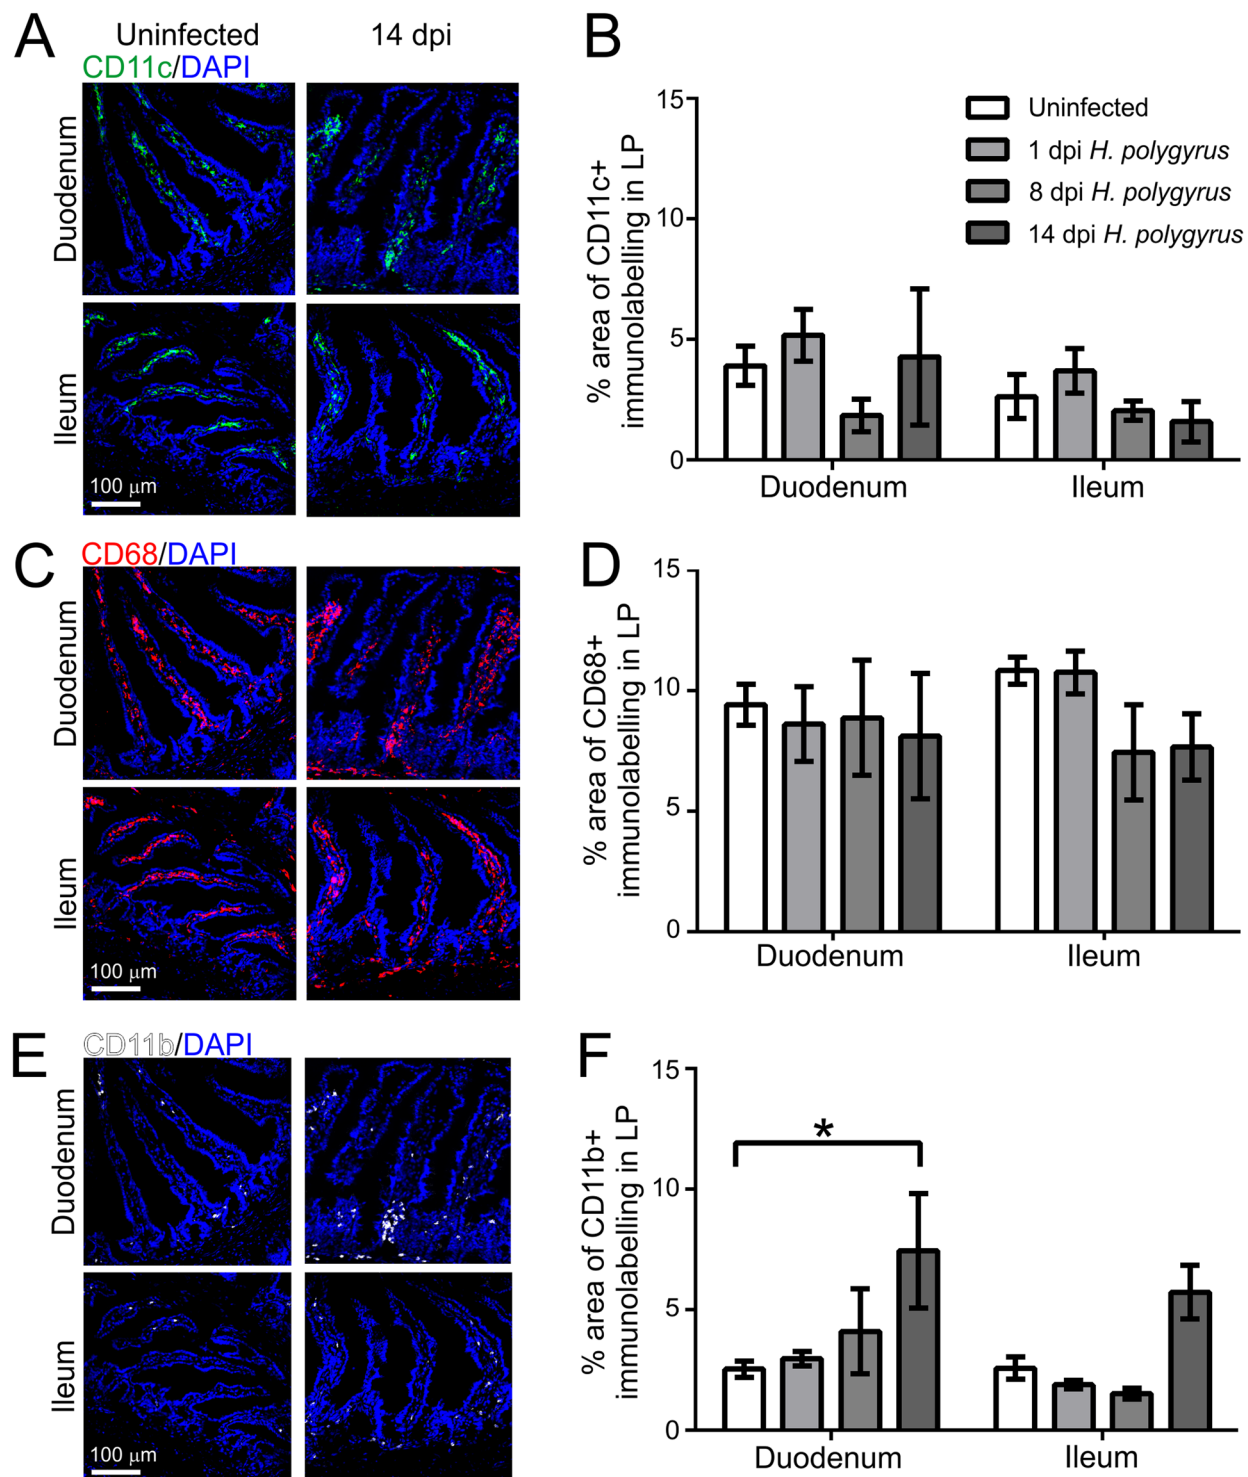 A
Uninfected
14 dpi
CD11c/DAPI
Duodenum
Ileum
100 μm
B
% area of CD11c+
immunolabelling in LP
15
10
5
0
Uninfected
1 dpi H. polygyrus
8 dpi H. polygyrus
14 dpi H. polygyrus
Duodenum
Ileum
C
CD68/DAPI
Duodenum
Ileum
100 μm
D
% area of CD68+
immunolabelling in LP
15
10
5
0
Duodenum
Ileum
E
CD11b/DAPI
Duodenum
Ileum
100 μm
F
% area of CD11b+
immunolabelling in LP
15
10
5
0
*
Duodenum
Ileum